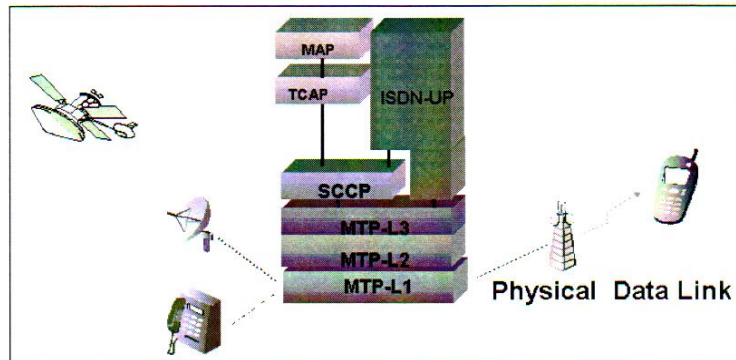 MAP
TCAP
ISDN-UP
SCCP
MTP-L3
MTP-L2
MTP-L1
Physical Data Link